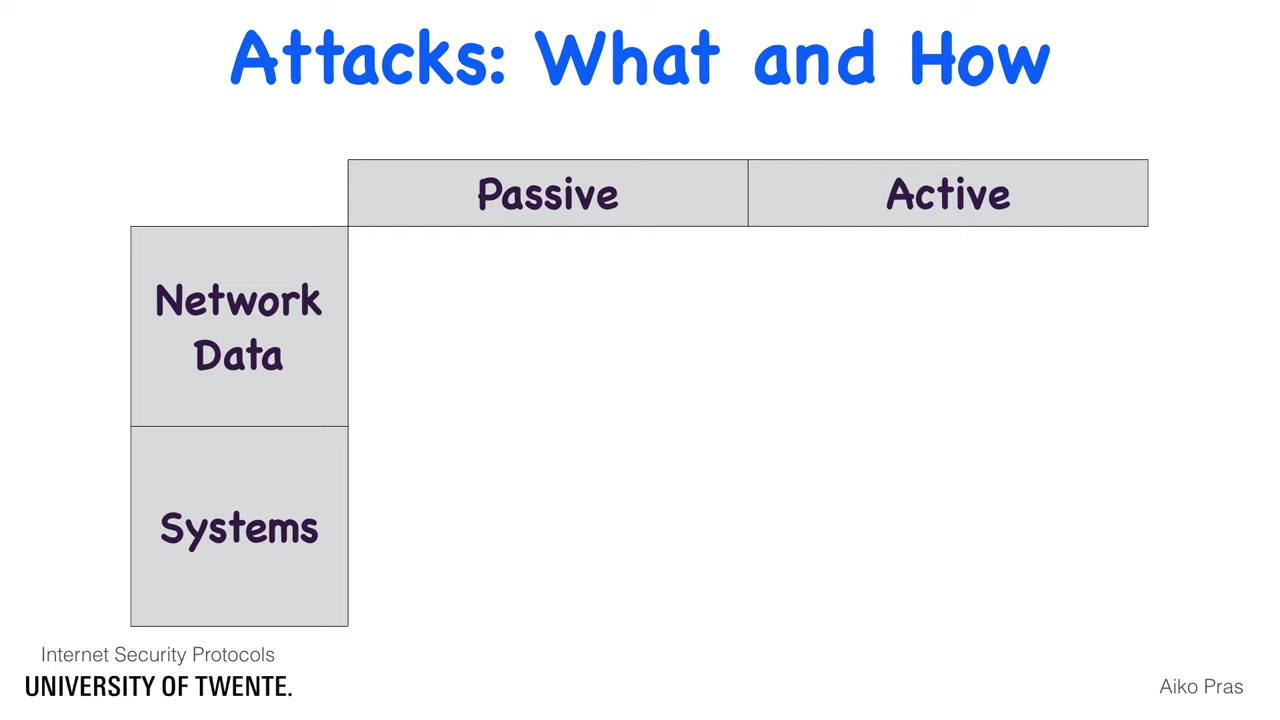 Attacks: What and How
Passive
Active
Network
Data
Systems
Internet Security Protocols
UNIVERSITY OF TWENTE.
Aiko Pras